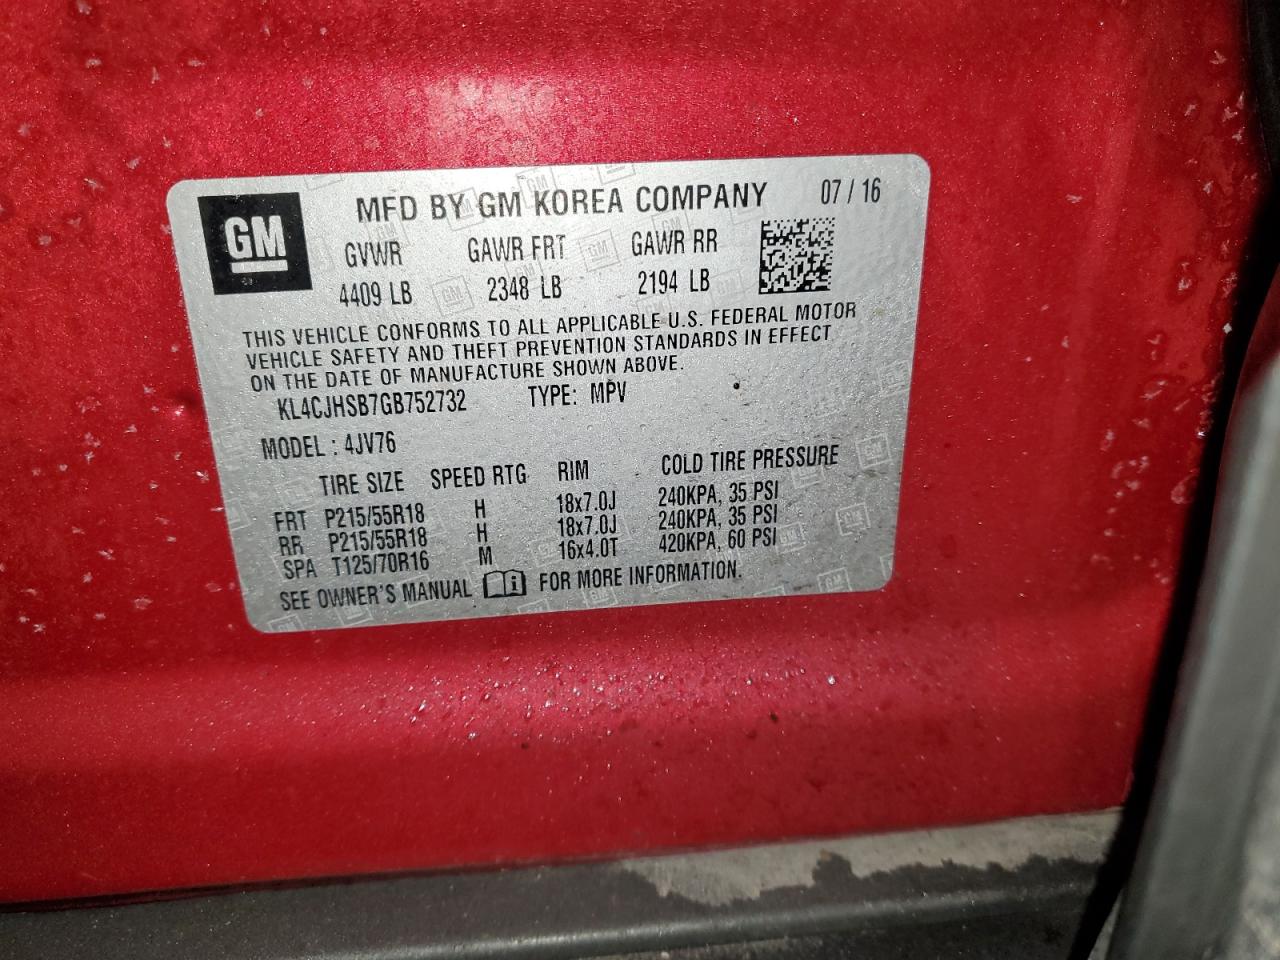 GM
MFD BY GM KOREA COMPANY 07 / 16
GVWR GAWR FRT GAWR RR
4409 LB 2348 LB 2194 LB
THIS VEHICLE CONFORMS TO ALL APPLICABLE U.S. FEDERAL MOTOR
VEHICLE SAFETY AND THEFT PREVENTION STANDARDS IN EFFECT
ON THE DATE OF MANUFACTURE SHOWN ABOVE.
KL4CJHSB7GB752732 TYPE: MPV
MODEL : 4JV76
TIRE SIZE SPEED RTG RIM COLD TIRE PRESSURE
FRT P215/55R18 H 18x7.0J 240KPA, 35 PSI
RR P215/55R18 H 18x7.0J 240KPA, 35 PSI
SPA T125/70R16 M 16x4.0T 420KPA, 60 PSI
SEE OWNER'S MANUAL i FOR MORE INFORMATION.